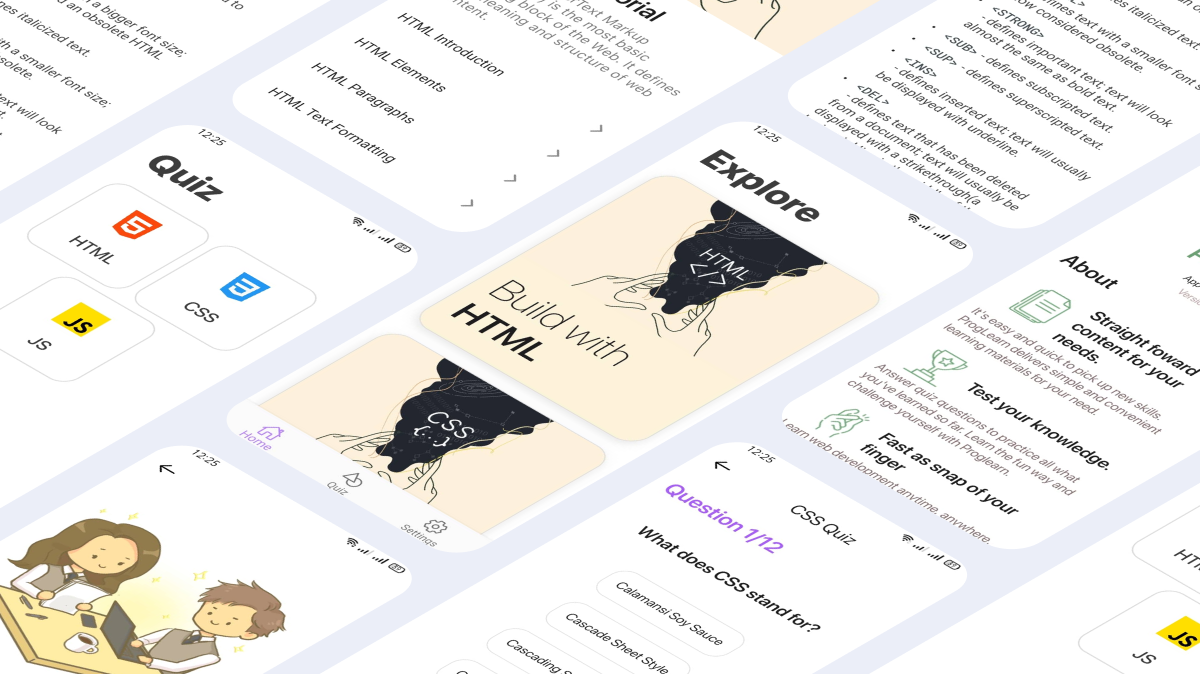 a bigger font size;
an obsolete HTML
nes italicized text.
ith a smaller font size;
solete.
text will look
to
orial
rText Markup
) is the most basic
g block of the Web. It defines
meaning and structure of web
ntent.
HTML Introduction
HTML Elements
HTML Paragraphs
HTML Text Formatting
<STRONG>
- defines important text; text will look
almost the same as bold text.
<SUB> - defines subscripted text.
<SUP> - defines superscripted text.
<INS>
- defines inserted text; text will usually
be displayed with underline.
<DEL>
- defines text that has been deleted
from a document; text will usually be
displayed with a strikethrough(a
defines italicized text.
- defines text with a smaller font s
now considered obsolete.
12:25
Quiz
HTML
CSS
JS
JS
12:25
Explore
HTML
</>
Build with
HTML
CSS
{..}
Home
Quiz
Settings
About
Straight foward
content for your
needs.
It's easy and quick to pick up new skills.
ProgLearn delivers simple and convenient
learning materials for your need.
Test your knowledge.
Answer quiz questions to practice all what
you've learned so far. Learn the fun way and
challenge yourself with Proglearn.
Fast as snap of your
finger
Learn web development anytime, anywhere.
App
Versio
12:25
12:25
CSS Quiz
Question 1/12
What does CSS stand for?
Calamansi Soy Sauce
Cascade Sheet Style
Cascading S
HT
JS
JS